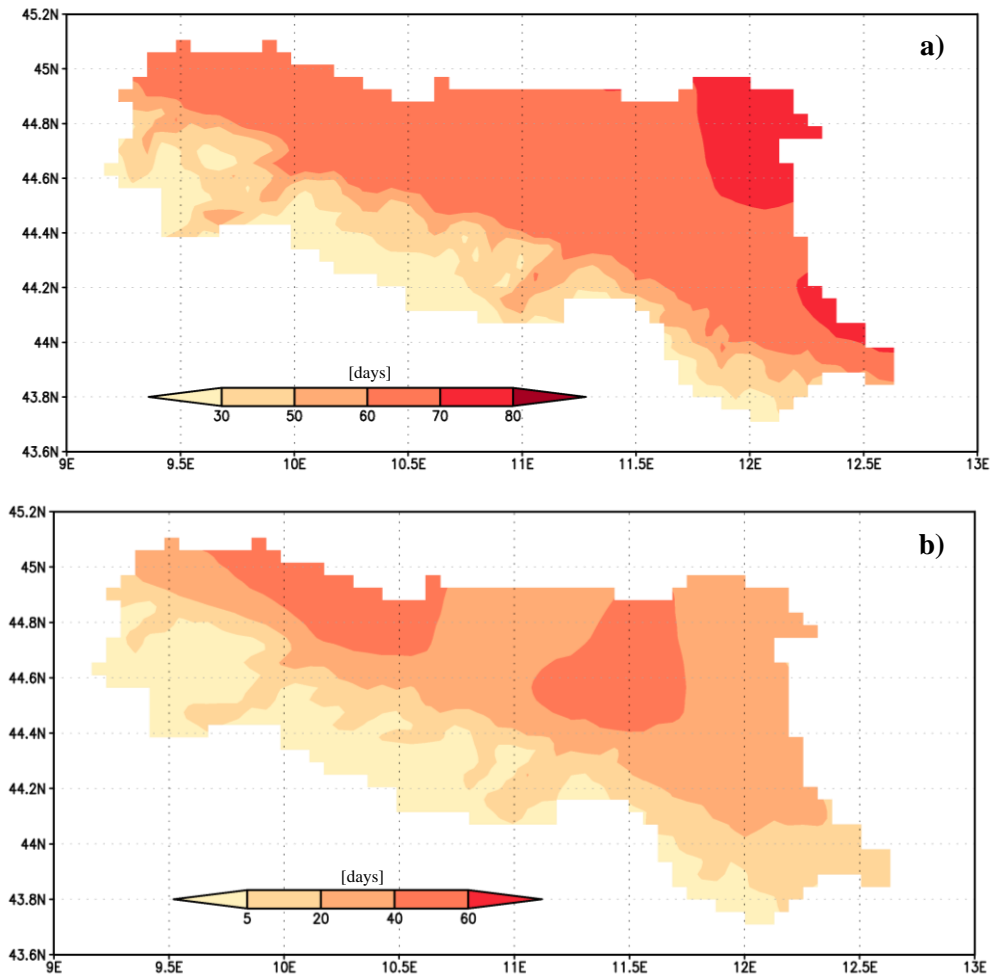 45.2N
a)
45N
44.8N
44.6N
44.4N
44.2N
44N
[days]
43.8N
30 50 60 70 80
43.6N
9E 9.5E 10E 10.5E 11E 11.5E 12E 12.5E 13E
45.2N
b)
45N
44.8N
44.6N
44.4N
44.2N
44N
[days]
43.8N
5 20 40 60
43.6N
9E 9.5E 10E 10.5E 11E 11.5E 12E 12.5E 13E